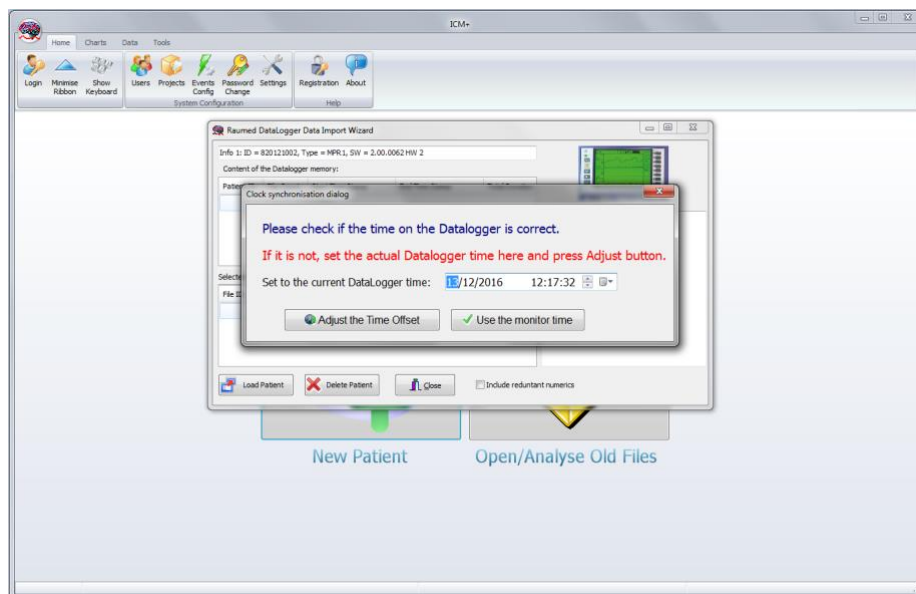 ICM+
Home Charts Data Tools
Login Minimise Ribbon Show Keyboard Users Projects Events Config Password Change Settings Registration About
System Configuration Help
Raumed DataLogger Data Import Wizard
Info 1: ID = 820121002, Type = MPR1, SW = 2.00.0062 HW 2
Content of the Datalogger memory:
Clock synchronisation dialog
Please check if the time on the Datalogger is correct.
If it is not, set the actual Datalogger time here and press Adjust button.
Set to the current DataLogger time: 13/12/2016 12:17:32
Adjust the Time Offset Use the monitor time
Load Patient Delete Patient Close Include reduntant numerics
New Patient Open/Analyse Old Files